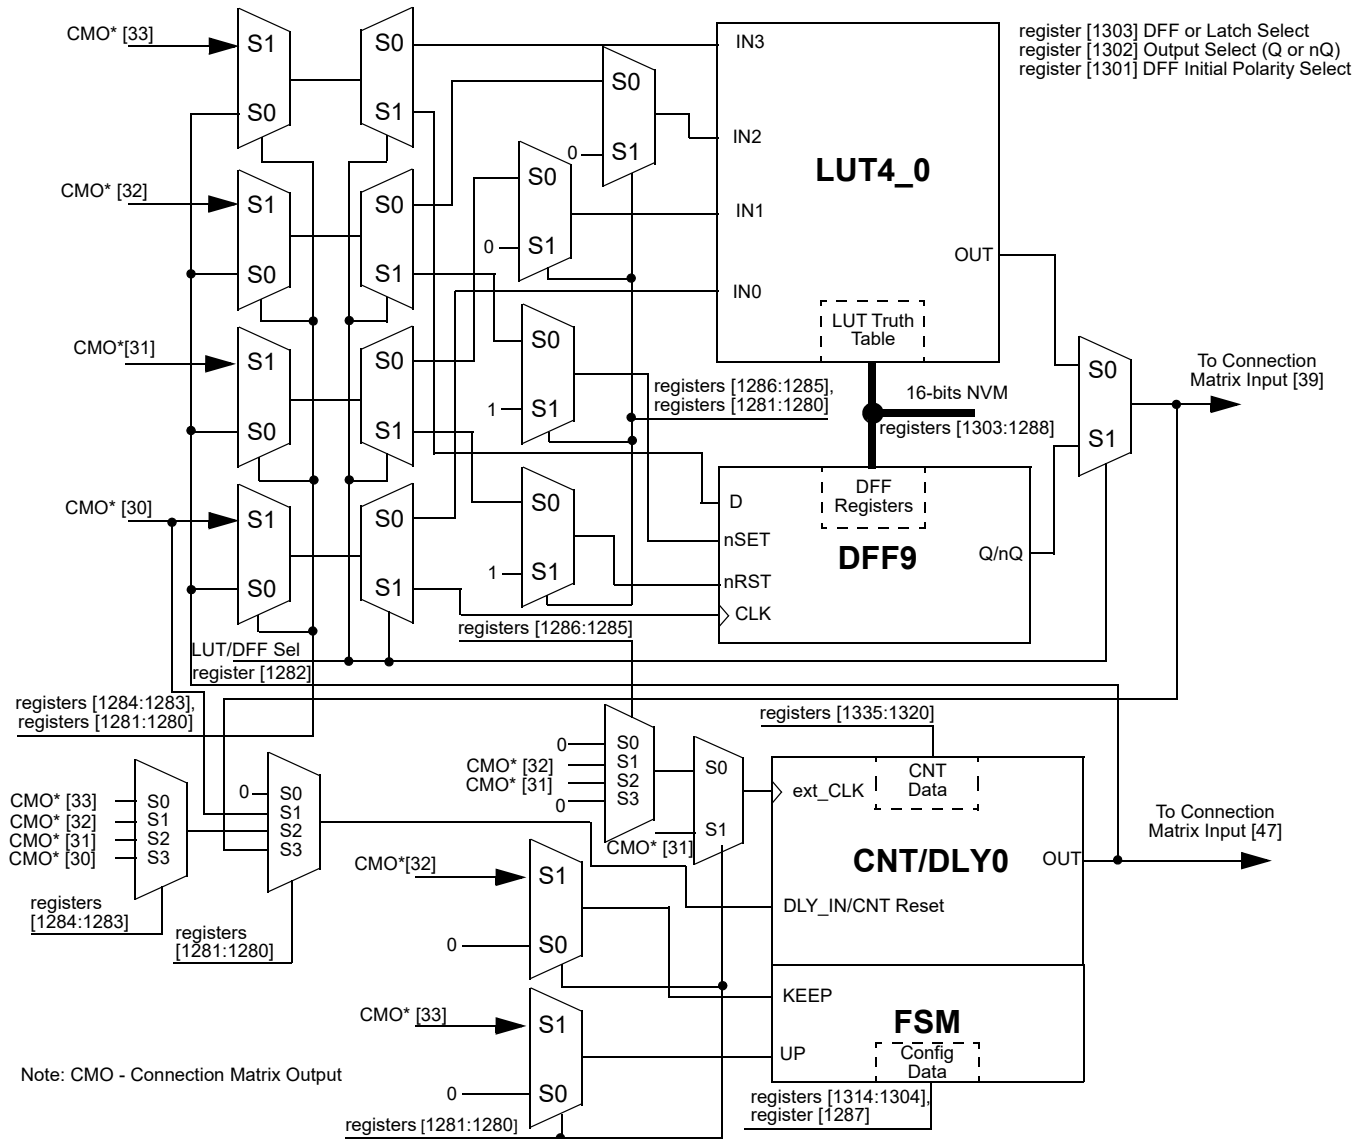 CMO* [33]
S1
S0
S0
S1
IN3
register [1303] DFF or Latch Select
register [1302] Output Select (Q or nQ)
register [1301] DFF Initial Polarity Select
S0
S1
0
IN2
LUT4_0
CMO* [32]
S1
S0
S0
S1
S0
S1
0
IN1
OUT
IN0
LUT Truth
Table
CMO*[31]
S1
S0
S0
S1
S0
S1
1
registers [1286:1285],
registers [1281:1280]
16-bits NVM
registers [1303:1288]
S0
S1
To Connection
Matrix Input [39]
CMO* [30]
S1
S0
S0
S1
S0
S1
1
D
nSET
nRST
CLK
DFF
Registers
DFF9
Q/nQ
LUT/DFF Sel
register [1282]
registers [1286:1285]
registers [1284:1283],
registers [1281:1280]
registers [1335:1320]
CMO* [33]
CMO* [32]
CMO* [31]
CMO* [30]
S0
S1
S2
S3
0
S0
S1
S2
S3
0
CMO* [32]
CMO* [31]
0
S0
S1
S2
S3
S0
S1
CMO* [31]
ext_CLK
CNT
Data
CNT/DLY0
OUT
To Connection
Matrix Input [47]
DLY_IN/CNT Reset
registers
[1284:1283]
registers
[1281:1280]
CMO*[32]
S1
S0
0
KEEP
FSM
CMO* [33]
S1
S0
0
UP
Config
Data
Note: CMO - Connection Matrix Output
registers [1281:1280]
registers [1314:1304],
register [1287]